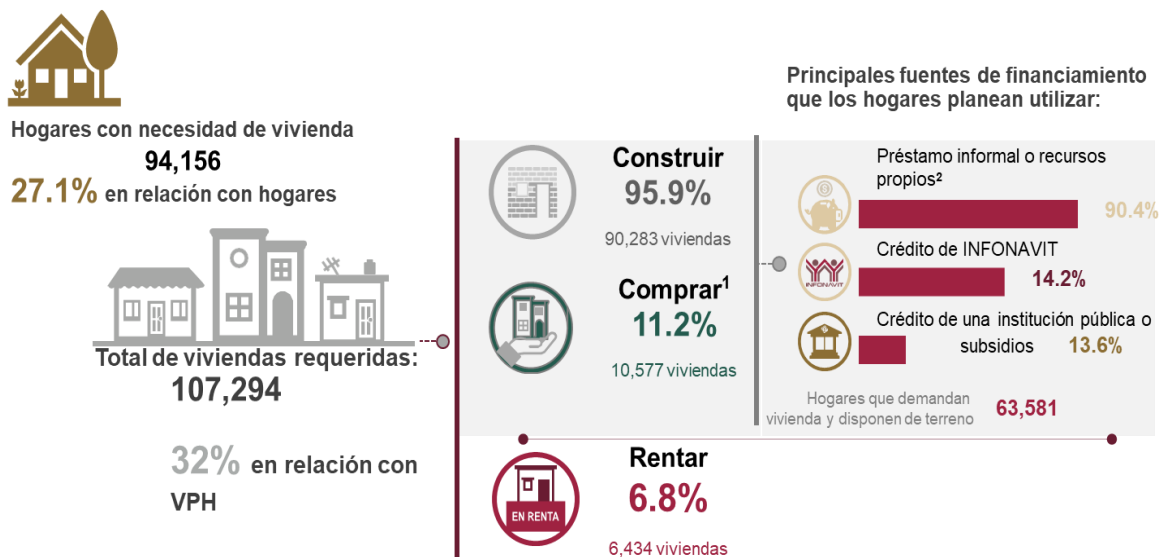 Hogares con necesidad de vivienda
94,156
27.1% en relación con hogares
Total de viviendas requeridas:
107,294
32% en relación con
VPH
Construir
95.9%
90,283 viviendas
Comprar¹
11.2%
10,577 viviendas
Rentar
6.8%
6,434 viviendas
EN RENTA
Principales fuentes de financiamiento
que los hogares planean utilizar:
Préstamo informal o recursos
propios²
90.4%
Crédito de INFONAVIT
INFONAVIT
14.2%
Crédito de una institución pública o
subsidios 13.6%
Hogares que demandan
vivienda y disponen de terreno 63,581